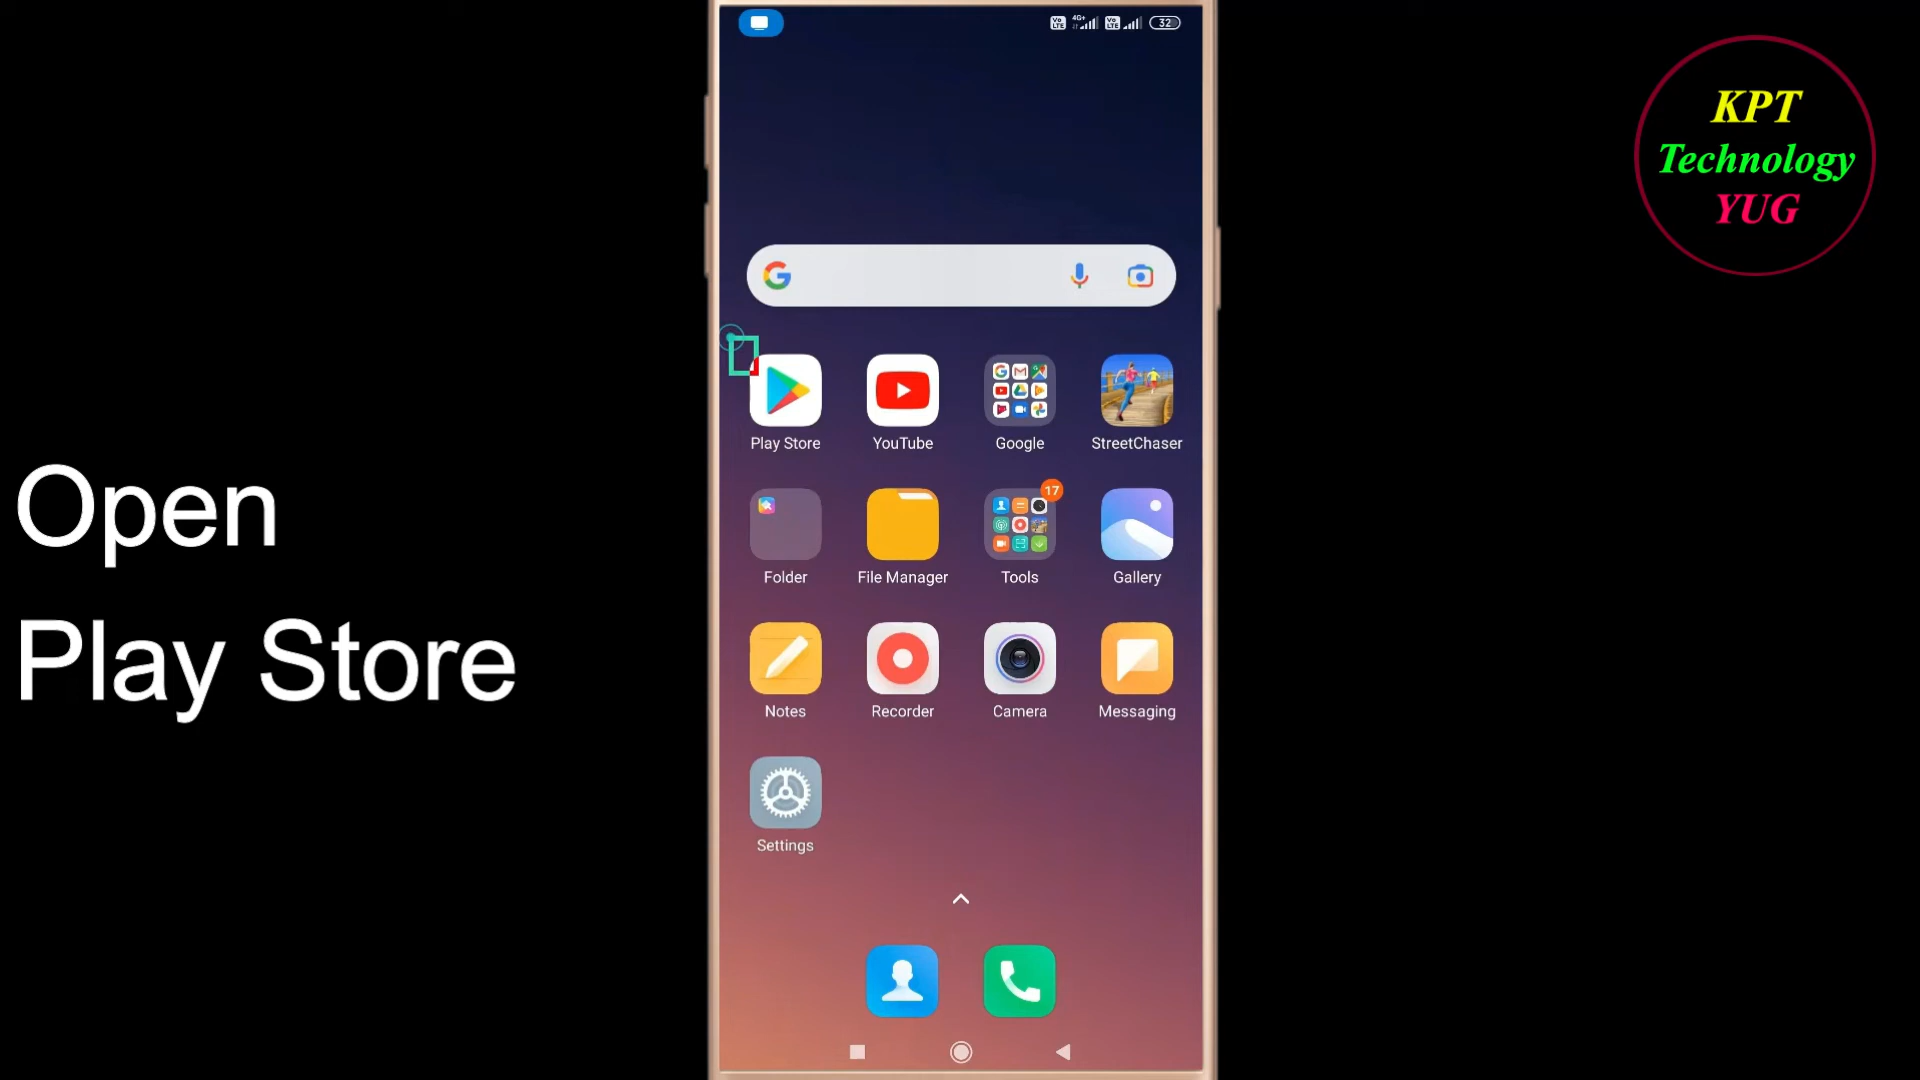 KPT
Technology
YUG
32
Play Store
YouTube
Google
StreetChaser
17
Folder
File Manager
Tools
Gallery
Open
Play Store
Notes
Recorder
Camera
Messaging
Settings